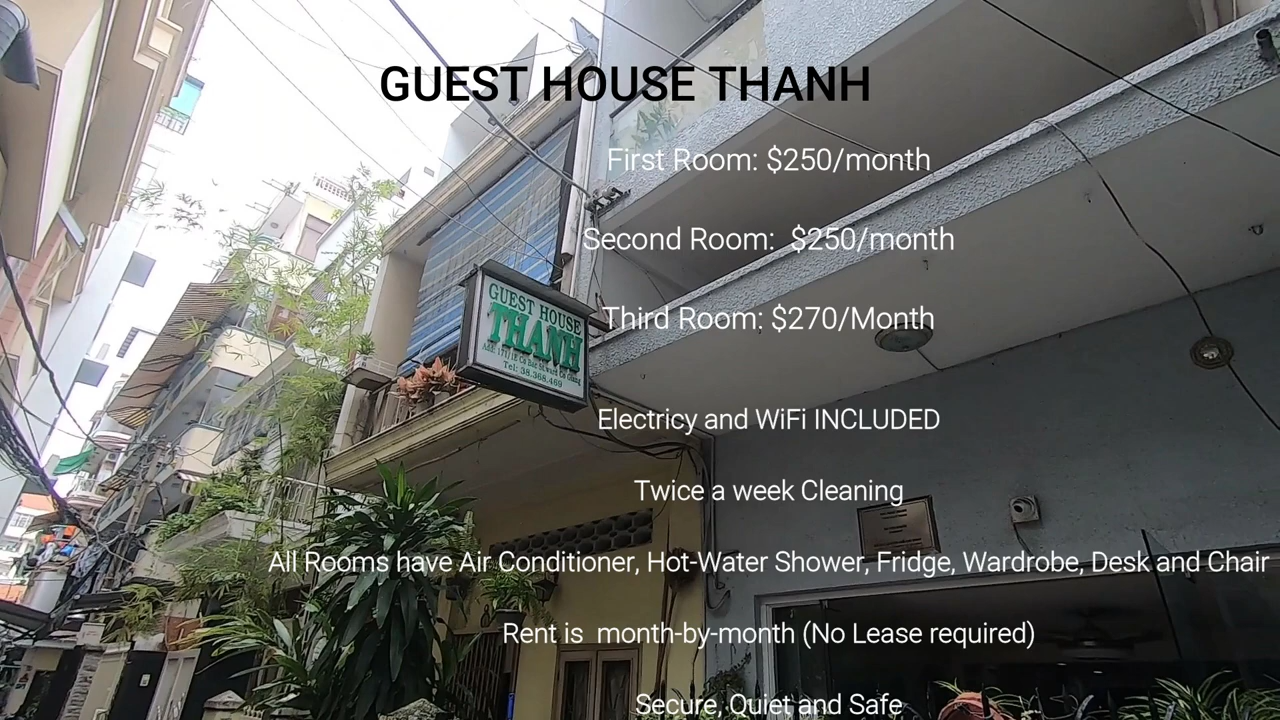 GUEST HOUSE THANH
First Room: $250/month
Second Room: $250/month
Third Room: $270/Month
GUEST HOUSE
THANH
Tel: 38.368.469
Electricy and WiFi INCLUDED
Twice a week Cleaning
All Rooms have Air Conditioner, Hot-Water Shower, Fridge, Wardrobe, Desk and Chair
Rent is month-by-month (No Lease required)
Secure, Quiet and Safe